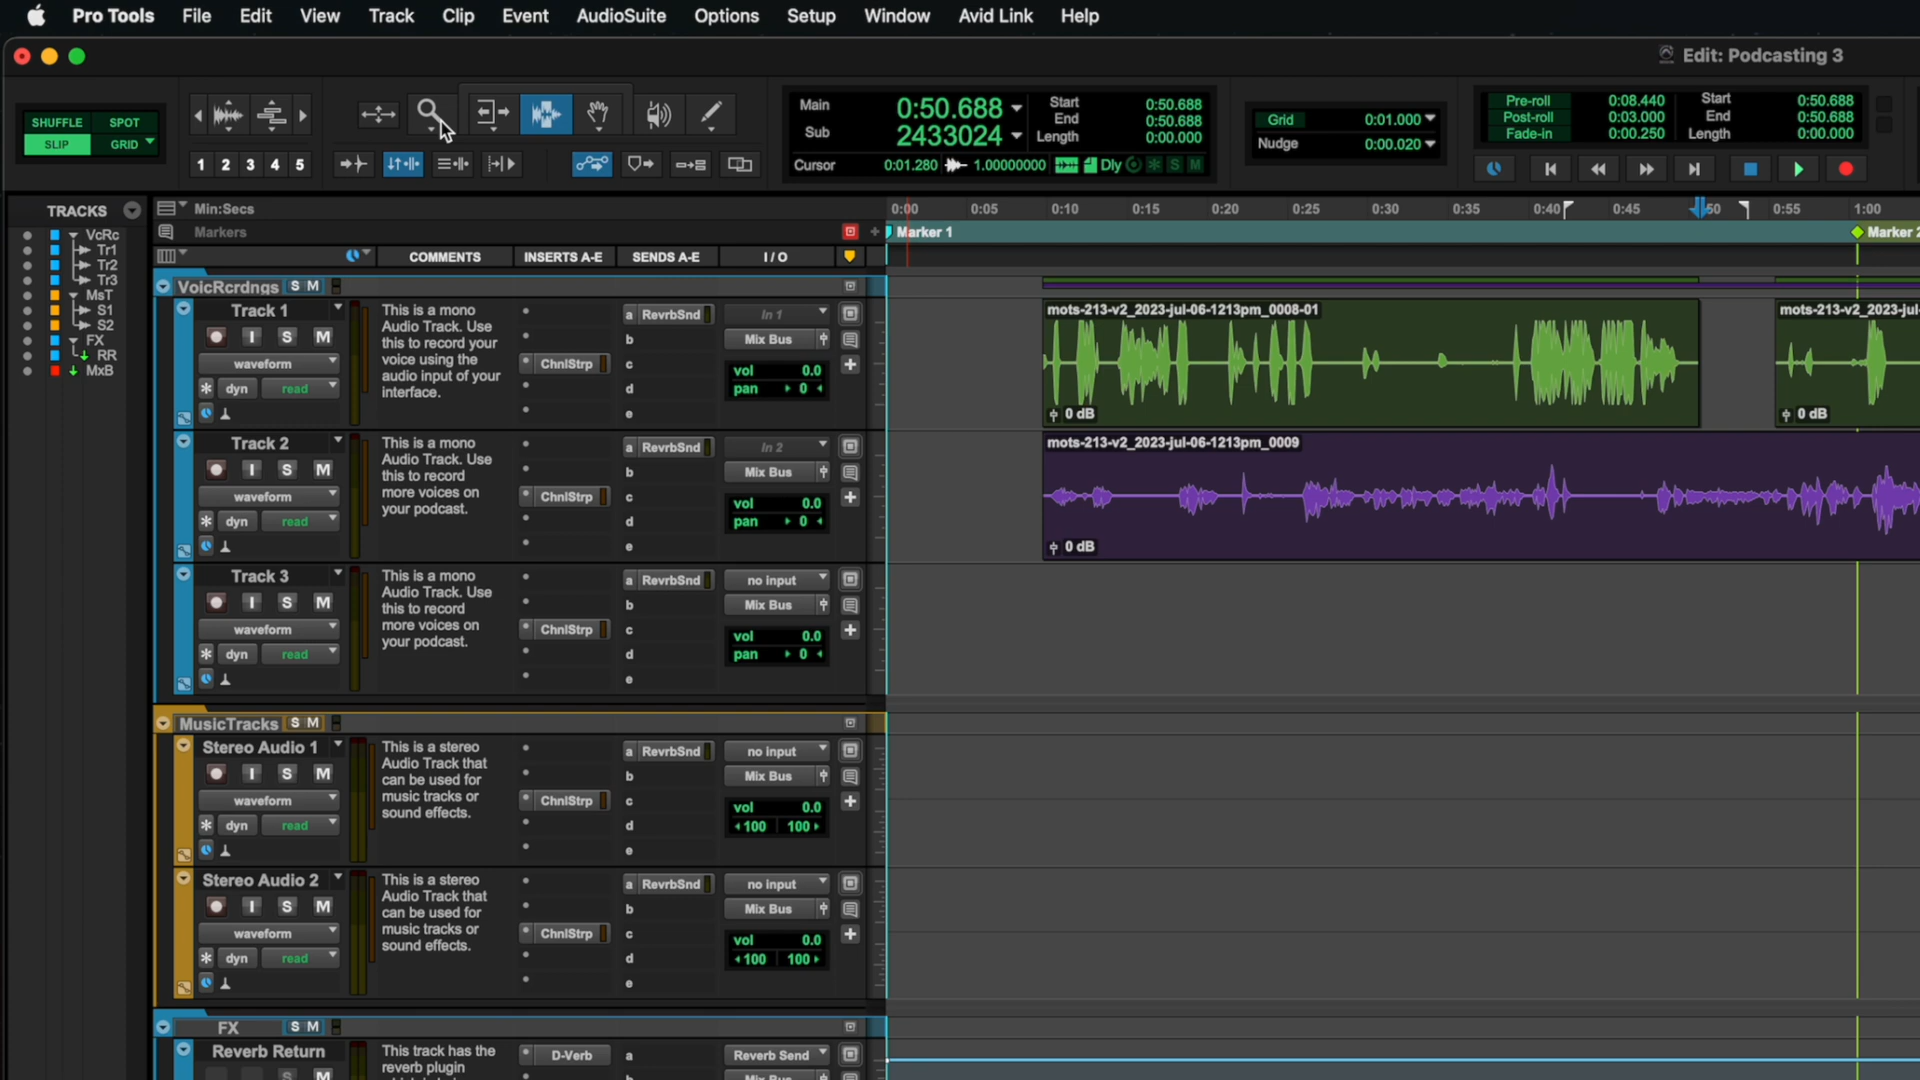 Pro Tools File Edit View Track Clip Event AudioSuite Options Setup Window Avid Link Help
Edit: Podcasting 3
SHUFFLE SPOT
SLIP GRID
1 2 3 4 5
Main 0:50.688
Sub 2433024
Start 0:50.688
End 0:50.688
Length 0:00.000
Cursor 0:01.280 1.00000000 Dly S M
Grid 0:01.000
Nudge 0:00.020
Pre-roll 0:08.440
Post-roll 0:03.000
Fade-in 0:00.250
Start 0:50.688
End 0:50.688
Length 0:00.000
TRACKS
VcRc
Tr1
Tr2
Tr3
MsT
S1
S2
FX
RR
MxB
Min:Secs 0:00 0:05 0:10 0:15 0:20 0:25 0:30 0:35 0:40 0:45 50 0:55 1:00
Markers Marker 1 Marker 2
COMMENTS INSERTS A-E SENDS A-E I / O
VoicRcrdngs S M
Track 1
I S M
waveform
dyn read
This is a mono
Audio Track. Use
this to record your
voice using the
audio input of your
interface.
ChnlStrp
a RevrbSnd
b
c
d
e
In 1
Mix Bus
vol 0.0
pan 0
mots-213-v2_2023-jul-06-1213pm_0008-01
0 dB
mots-213-v2_2023-jul-
0 dB
Track 2
I S M
waveform
dyn read
This is a mono
Audio Track. Use
this to record
more voices on
your podcast.
ChnlStrp
a RevrbSnd
b
c
d
e
In 2
Mix Bus
vol 0.0
pan 0
mots-213-v2_2023-jul-06-1213pm_0009
0 dB
Track 3
I S M
waveform
dyn read
This is a mono
Audio Track. Use
this to record
more voices on
your podcast.
ChnlStrp
a RevrbSnd
b
c
d
e
no input
Mix Bus
vol 0.0
pan 0
MusicTracks S M
Stereo Audio 1
I S M
waveform
dyn read
This is a stereo
Audio Track that
can be used for
music tracks or
sound effects.
ChnlStrp
a RevrbSnd
b
c
d
e
no input
Mix Bus
vol 0.0
100 100
Stereo Audio 2
I S M
waveform
dyn read
This is a stereo
Audio Track that
can be used for
music tracks or
sound effects.
ChnlStrp
a RevrbSnd
b
c
d
e
no input
Mix Bus
vol 0.0
100 100
FX S M
Reverb Return
S M
This track has the
reverb plugin
D-Verb
a
b
Reverb Send
Mix Bus